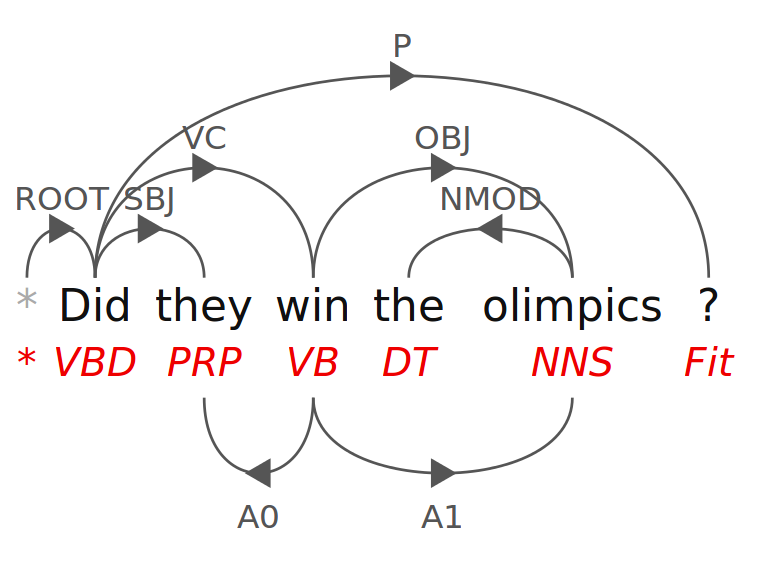 P
VC OBJ
ROOT SBJ NMOD
* Did they win the olimpics ?
* VBD PRP VB DT NNS Fit
A0 A1